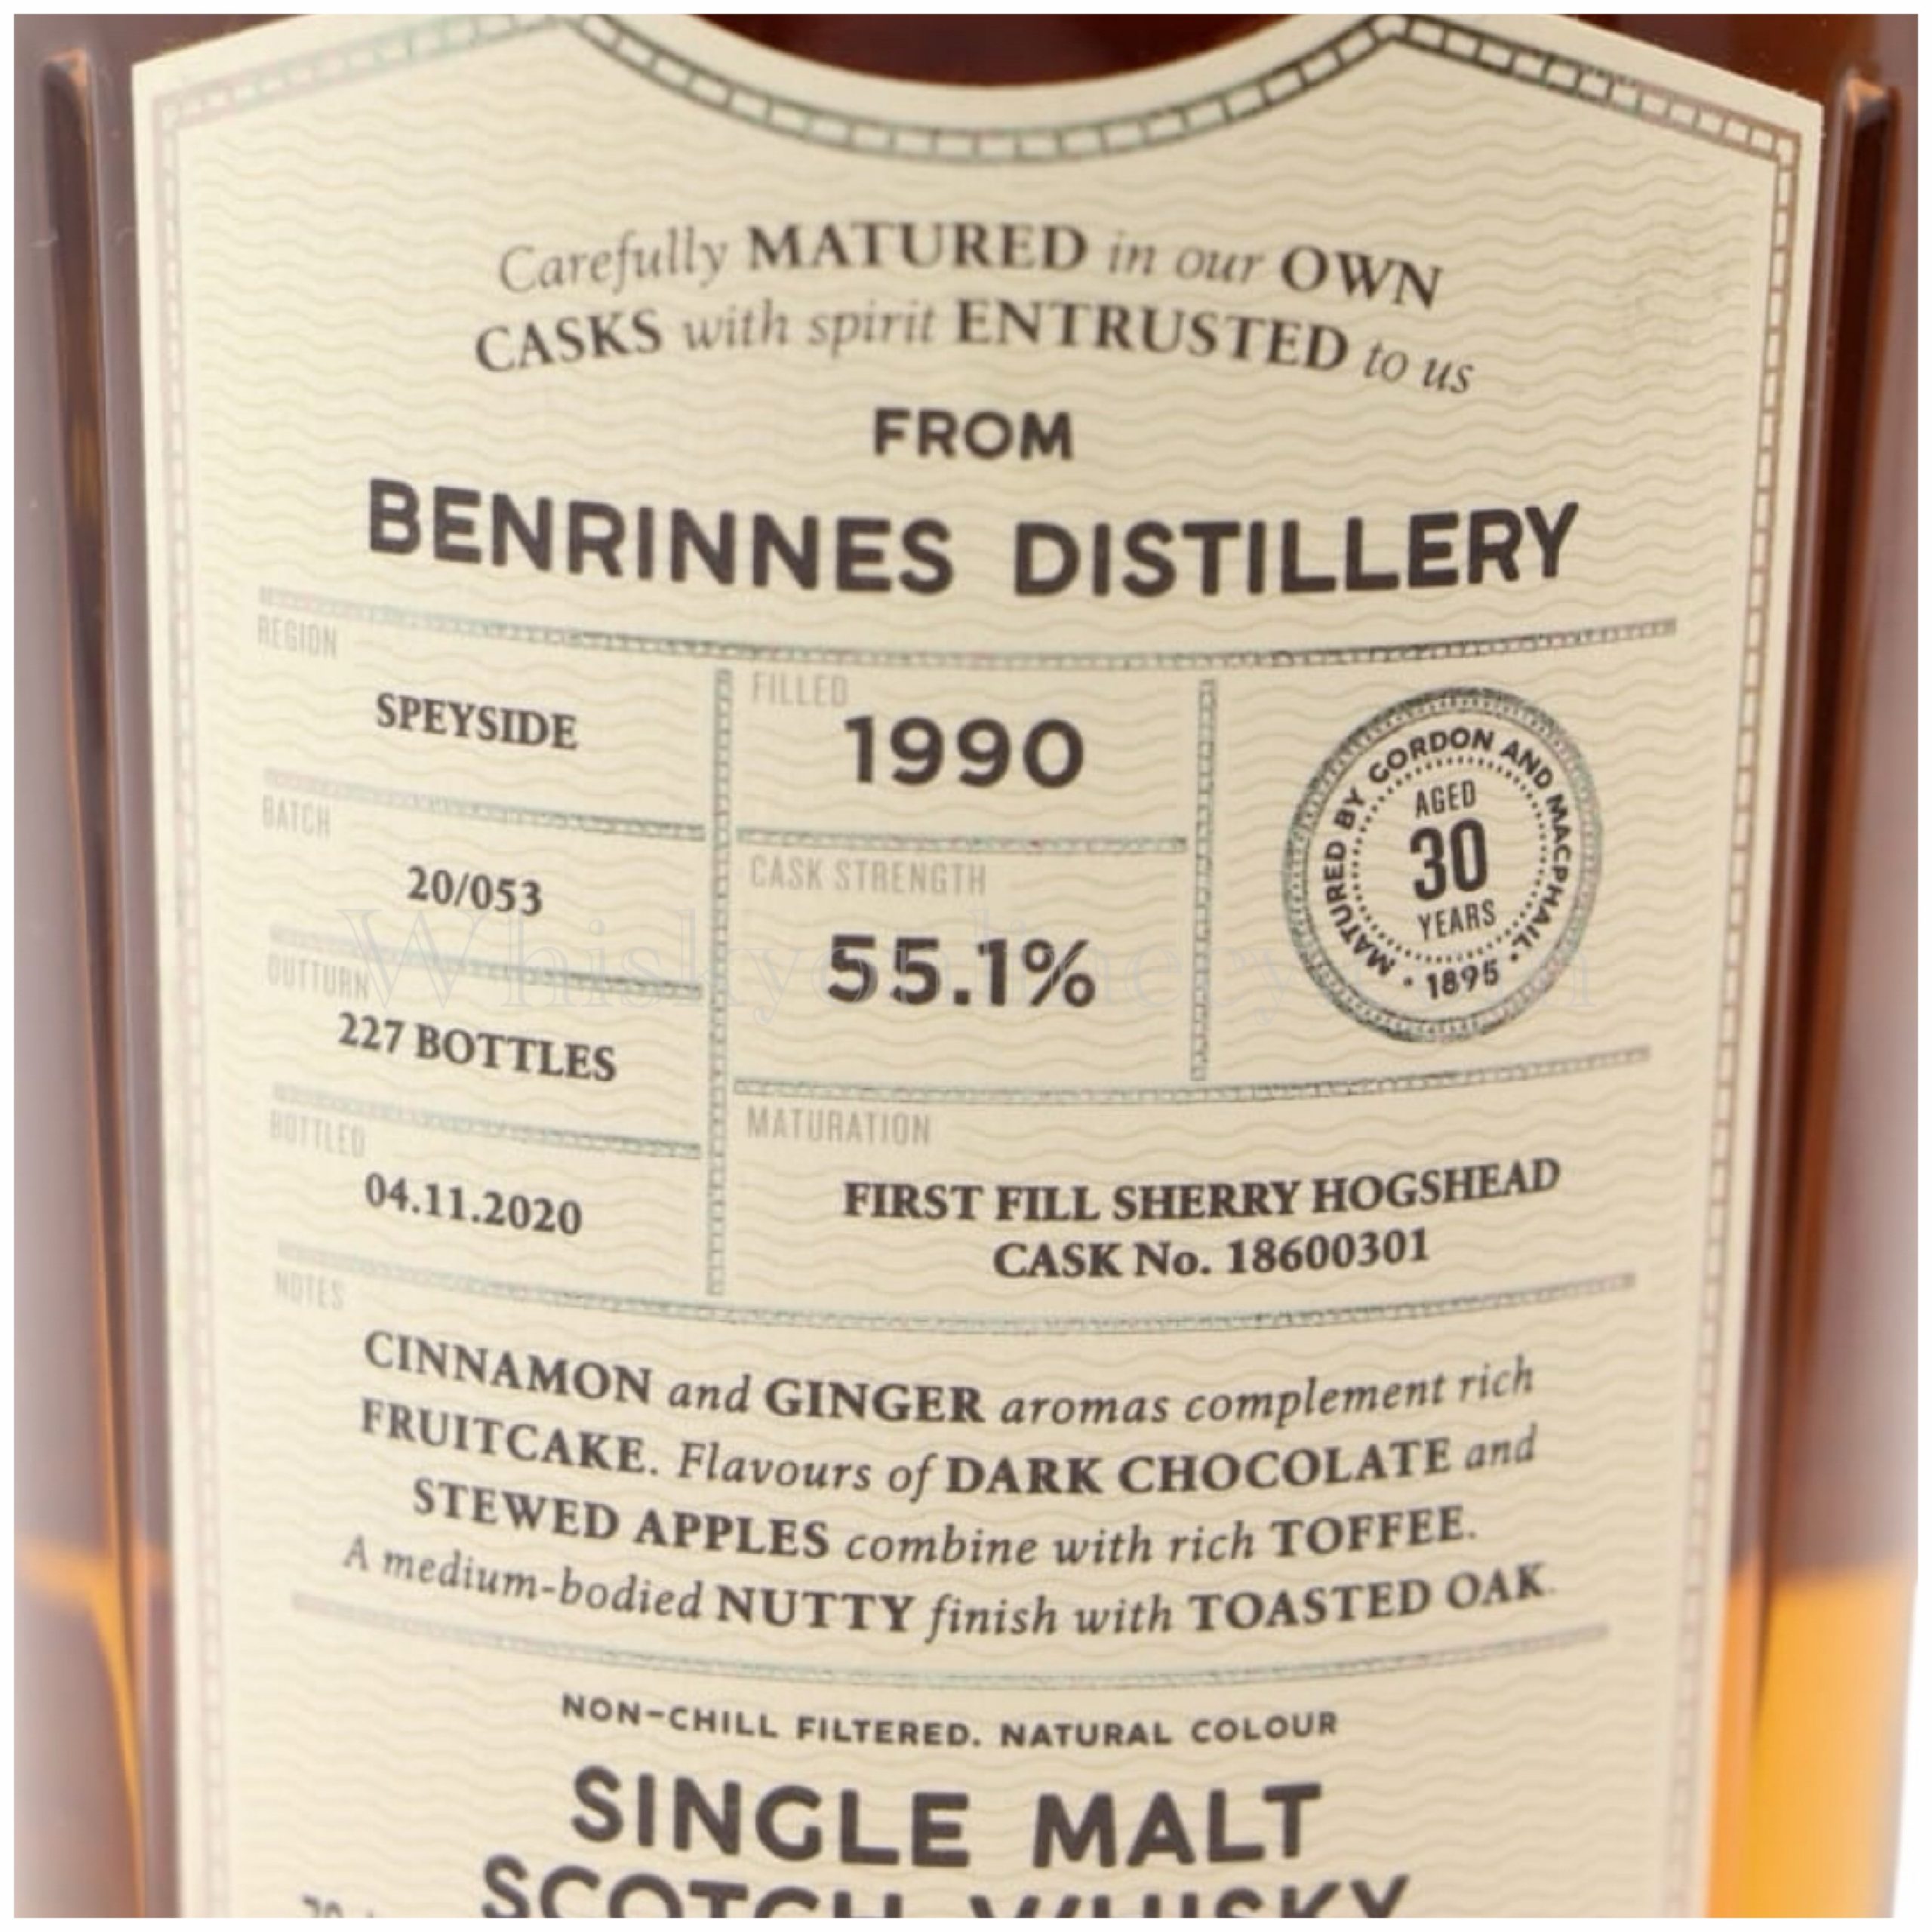 Carefully MATURED in our OWN
CASKS with spirit ENTRUSTED to us
FROM
BENRINNES DISTILLERY
REGION
SPEYSIDE
BATCH
20/053
OUTTURN
227 BOTTLES
BOTTLED
04.11.2020
FILLED
1990
CASK STRENGTH
55.1%
MATURED BY GORDON AND MACPHAIL
AGED
30
YEARS
· 1895 ·
MATURATION
FIRST FILL SHERRY HOGSHEAD
CASK No. 18600301
NOTES
CINNAMON and GINGER aromas complement rich
FRUITCAKE. Flavours of DARK CHOCOLATE and
STEWED APPLES combine with rich TOFFEE.
A medium-bodied NUTTY finish with TOASTED OAK.
NON-CHILL FILTERED. NATURAL COLOUR
SINGLE MALT
SCOTCH WHISKY